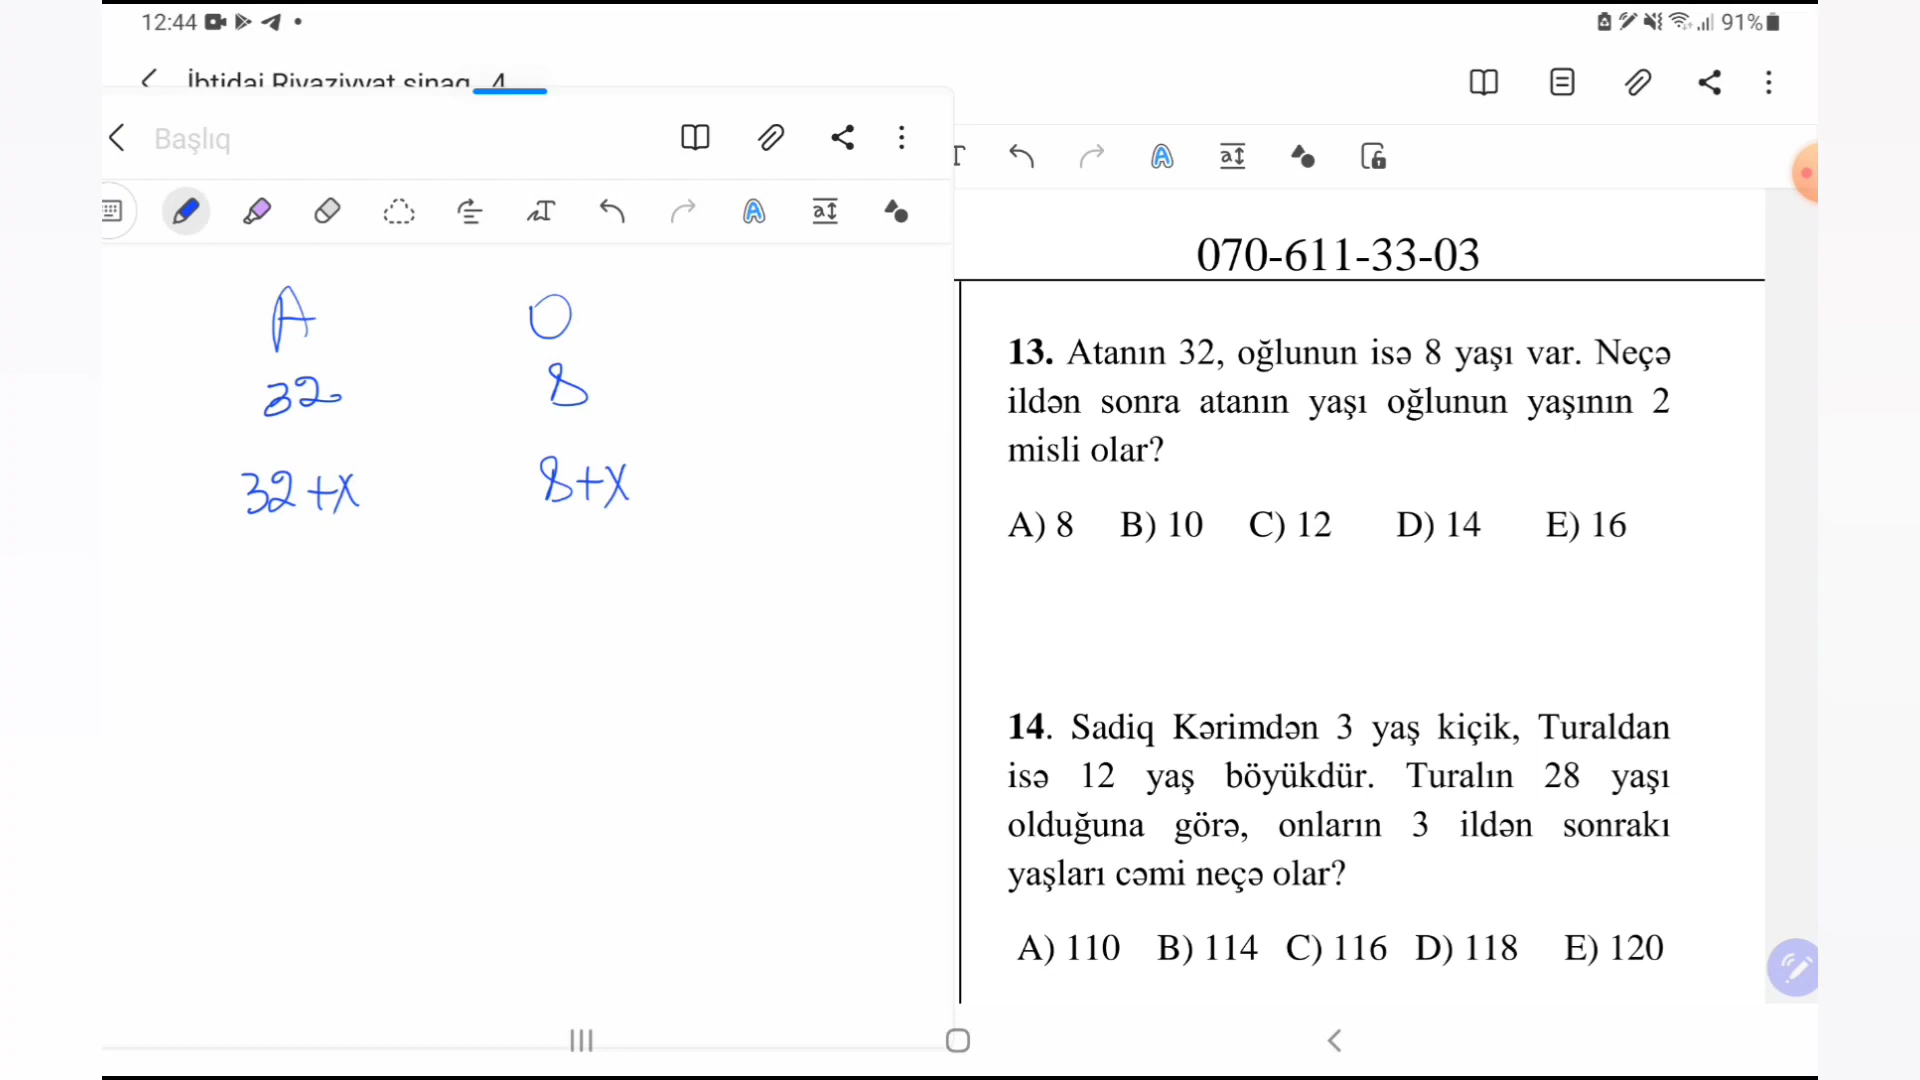 12:44
91%
İbtidai Riyaziyyat sinaq 4
Başlıq
A O
32 8
32+x 8+x
070-611-33-03
13. Atanın 32, oğlunun isə 8 yaşı var. Neçə
ildən sonra atanın yaşı oğlunun yaşının 2
misli olar?
A) 8 B) 10 C) 12 D) 14 E) 16
14. Sadiq Kərimdən 3 yaş kiçik, Turaldan
isə 12 yaş böyükdür. Turalın 28 yaşı
olduğuna görə, onların 3 ildən sonrakı
yaşları cəmi neçə olar?
A) 110 B) 114 C) 116 D) 118 E) 120